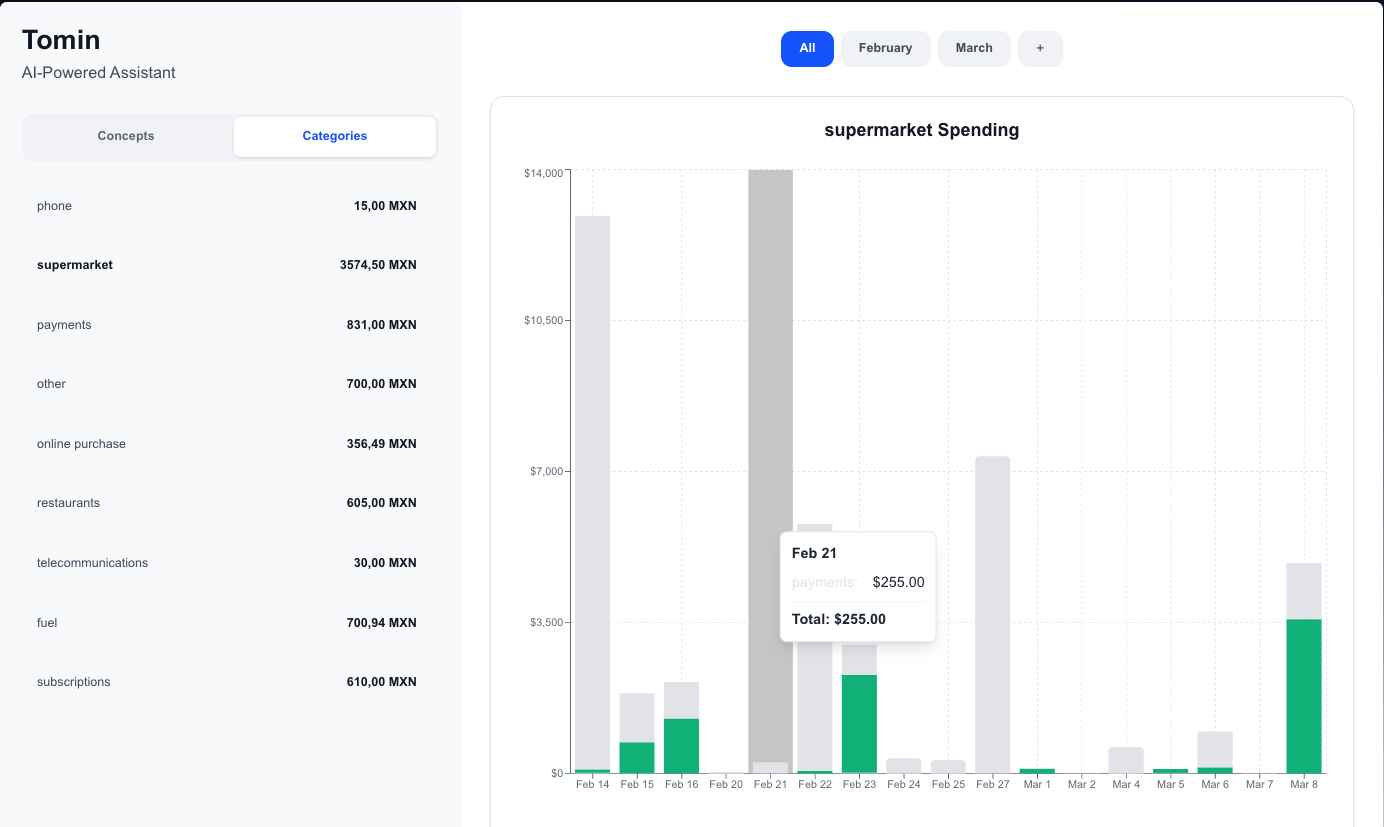 Tomin
AI-Powered Assistant
Concepts Categories
phone 15,00 MXN
supermarket 3574,50 MXN
payments 831,00 MXN
other 700,00 MXN
online purchase 356,49 MXN
restaurants 605,00 MXN
telecommunications 30,00 MXN
fuel 700,94 MXN
subscriptions 610,00 MXN
All February March +
supermarket Spending
$14,000
$10,500
$7,000
$3,500
$0
Feb 21
payments: $255.00
Total: $255.00
Feb 14 Feb 15 Feb 16 Feb 20 Feb 21 Feb 22 Feb 23 Feb 24 Feb 25 Feb 27 Mar 1 Mar 2 Mar 4 Mar 5 Mar 6 Mar 7 Mar 8